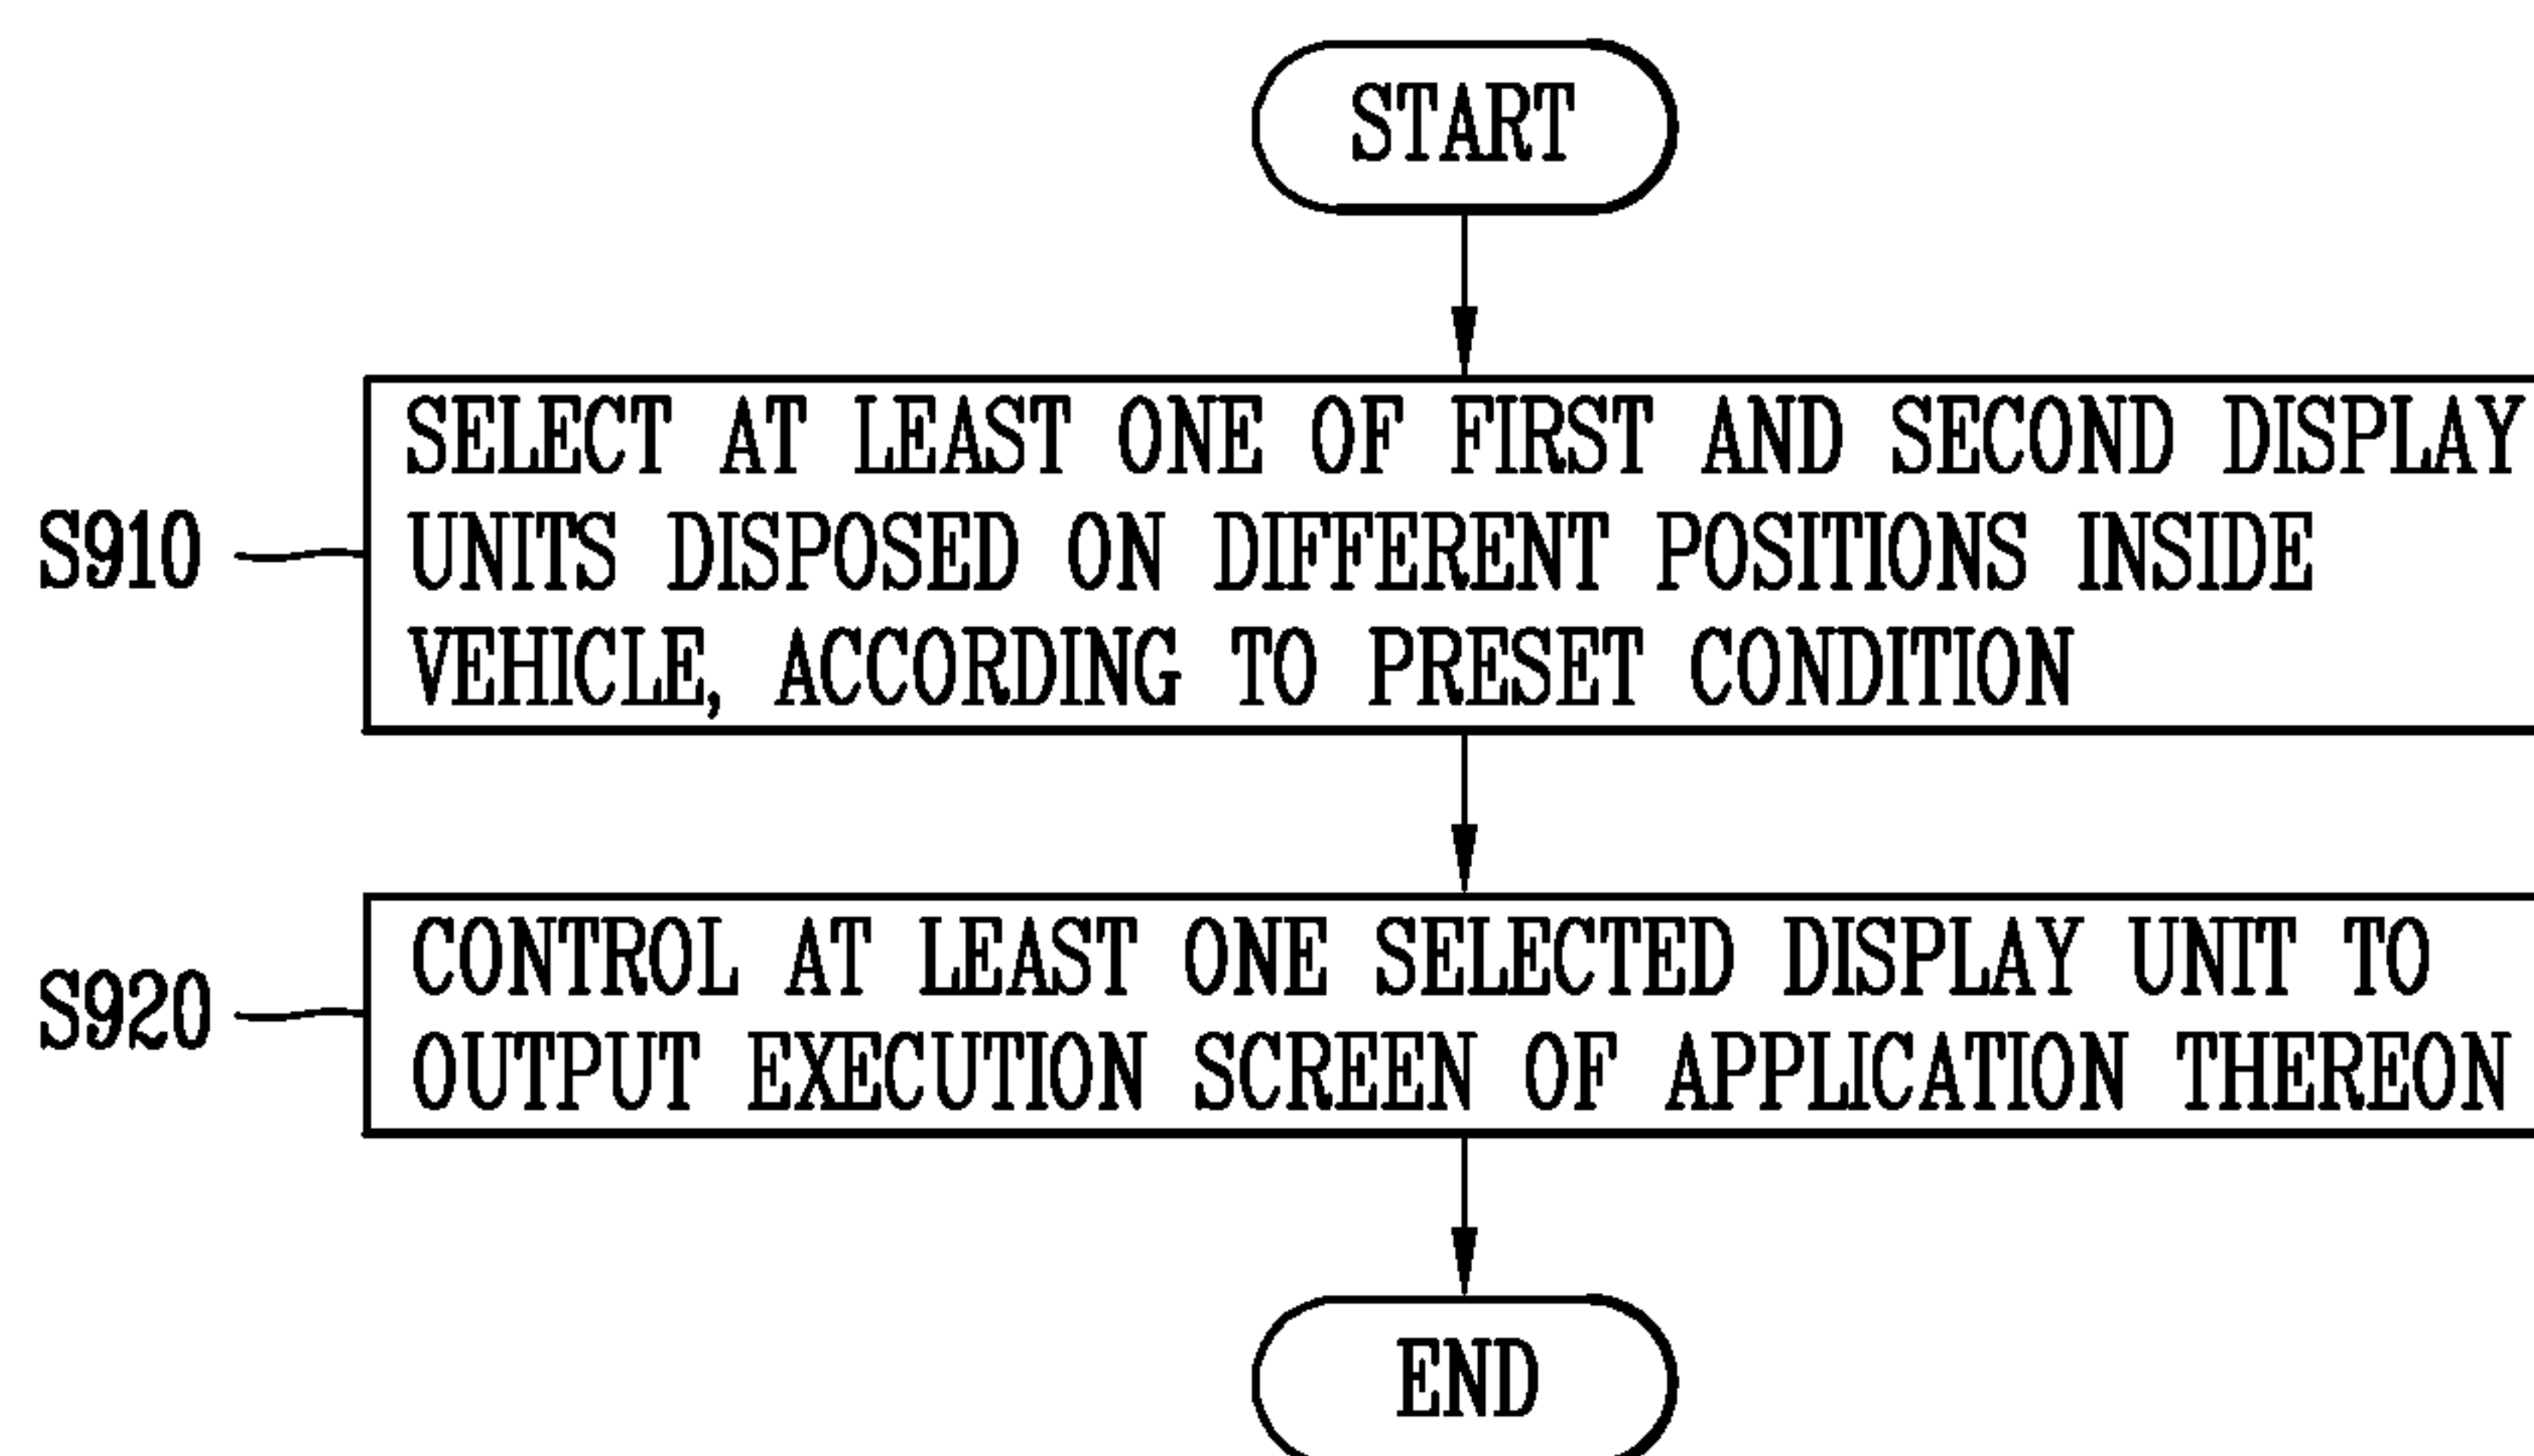 START
SELECT AT LEAST ONE OF FIRST AND SECOND DISPLAY
UNITS DISPOSED ON DIFFERENT POSITIONS INSIDE
VEHICLE, ACCORDING TO PRESET CONDITION
S910
CONTROL AT LEAST ONE SELECTED DISPLAY UNIT TO
OUTPUT EXECUTION SCREEN OF APPLICATION THEREON
S920
END